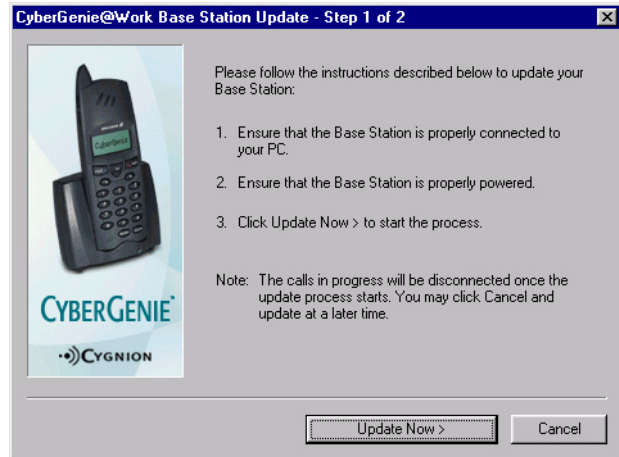 CyberGenie@Work Base Station Update - Step 1 of 2
Please follow the instructions described below to update your
Base Station:
1. Ensure that the Base Station is properly connected to
your PC.
2. Ensure that the Base Station is properly powered.
3. Click Update Now > to start the process.
Note: The calls in progress will be disconnected once the
update process starts. You may click Cancel and
update at a later time.
CyberGenie
CYBERGENIE
CYGNION
Update Now >
Cancel